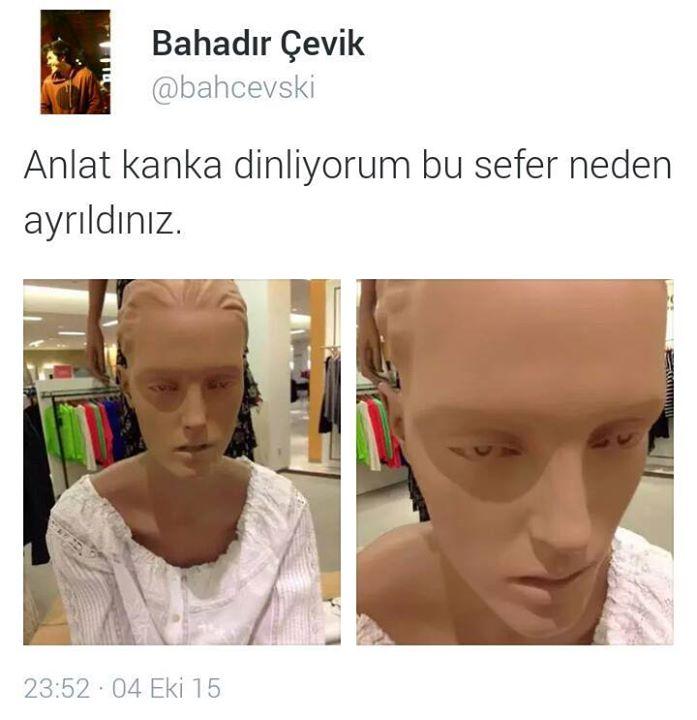 Bahadır Çevik
@bahcevski
Anlat kanka dinliyorum bu sefer neden
ayrıldınız.
23:52 · 04 Eki 15